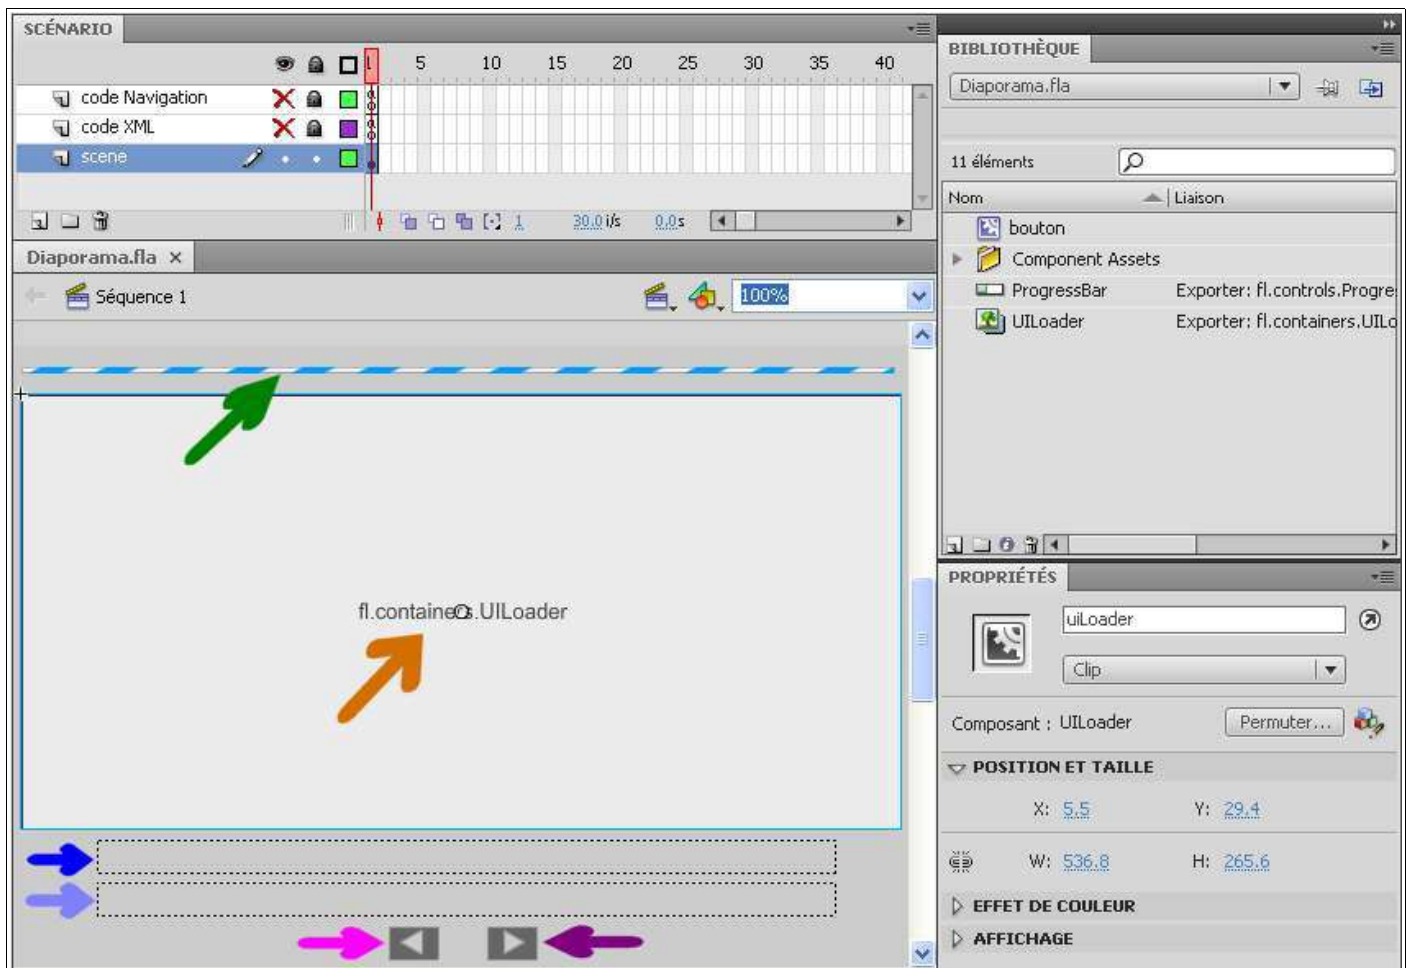 SCÉNARIO
1 5 10 15 20 25 30 35 40
code Navigation
code XML
scene
1 30.0 i/s 0.0s
Diaporama.fla ×
Séquence 1
100%
fl.containers.UILoader
BIBLIOTHÈQUE
Diaporama.fla
11 éléments
Nom Liaison
bouton
Component Assets
ProgressBar Exporter: fl.controls.Progre
UILoader Exporter: fl.containers.UILo
PROPRIÉTÉS
uiLoader
Clip
Composant : UILoader Permuter...
POSITION ET TAILLE
X: 5.5 Y: 29.4
W: 536.8 H: 265.6
EFFET DE COULEUR
AFFICHAGE